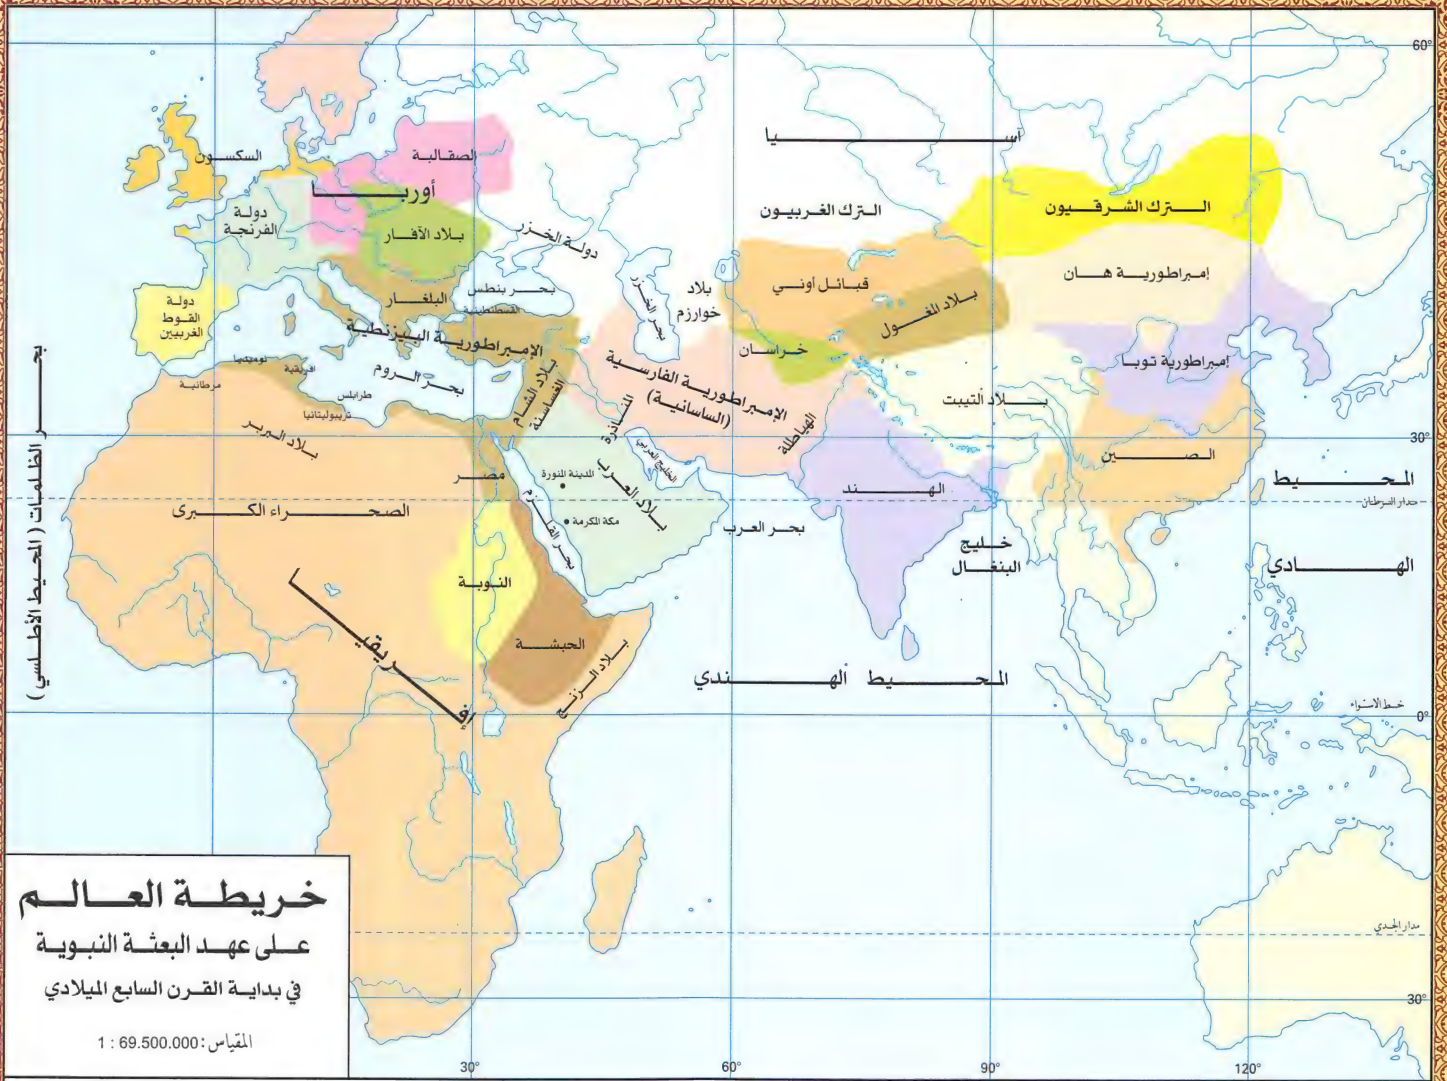 خريطة العالم
على عهد البعثة النبوية
في بداية القرن السابع الميلادي
المقياس: 69.500.000 : 1
60°
آسيا
السكسون
الصقالبة
أوربا
دولة
الفرنجة
بلاد الآفار
دولة الخزر
الترك الغربيون
الترك الشرقيون
إمبراطورية هان
قبائل أوني
بلاد المغول
بلاد
خوارزم
بحر الخزر
بحر بنطس
القسطنطينية
البلغار
دولة
القوط
الغربيين
الإمبراطورية البيزنطية
نوميديا
افريقية
مرطانية
طرابلس
تريبوليتانيا
بحر الروم
بلاد الشام
الغساسنة
الإمبراطورية الفارسية
(الساسانية)
المناذرة
خراسان
الهياطلة
إمبراطورية توبا
بلاد التيبت
الصين
30°
بلاد البربر
مصر
الصحراء الكبرى
المدينة المنورة
مكة المكرمة
بلاد العرب
الخليج العربي
بحر القلزم
بحر العرب
الهند
خليج
البنغال
المحيط
الهادي
مدار السرطان
النوبة
الحبشة
بلاد الزنج
أفريقيا
المحيط الهندي
بحر الظلمات (المحيط الأطلسي)
خط الاستواء
0°
مدار الجدي
30°
30°
60°
90°
120°